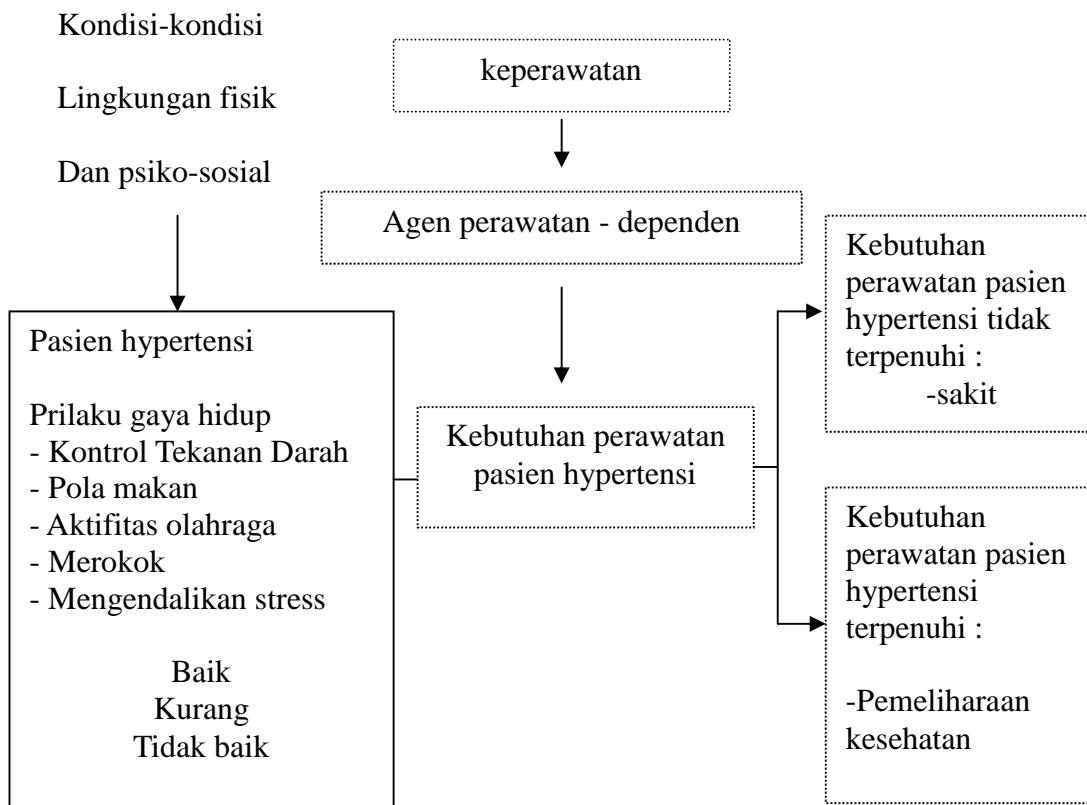 Kondisi-kondisi
Lingkungan fisik
Dan psiko-sosial
keperawatan
Agen perawatan - dependen
Pasien hypertensi
Prilaku gaya hidup
- Kontrol Tekanan Darah
- Pola makan
- Aktifitas olahraga
- Merokok
- Mengendalikan stress
Baik
Kurang
Tidak baik
Kebutuhan perawatan
pasien hypertensi
Kebutuhan
perawatan pasien
hypertensi tidak
terpenuhi :
-sakit
Kebutuhan
perawatan pasien
hypertensi
terpenuhi :
-Pemeliharaan
kesehatan